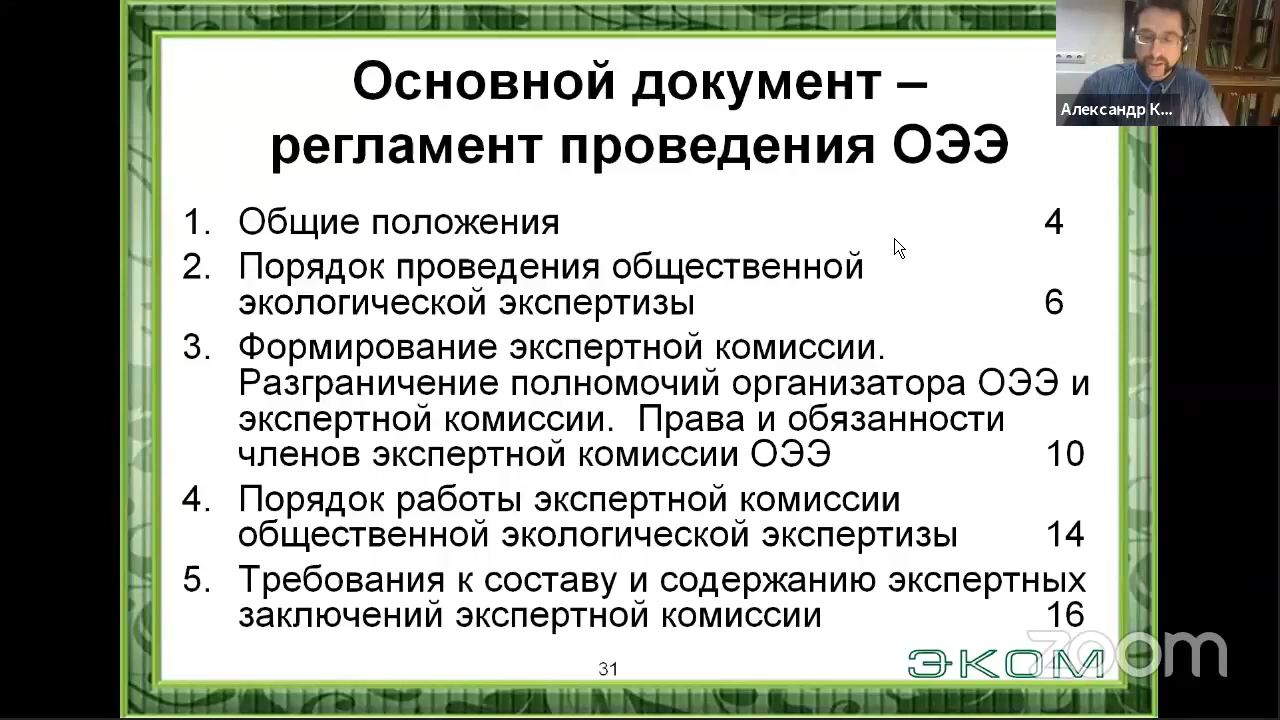 Основной документ –
регламент проведения ОЭЭ
Александр К...
1. Общие положения 4
2. Порядок проведения общественной
экологической экспертизы 6
3. Формирование экспертной комиссии.
Разграничение полномочий организатора ОЭЭ и
экспертной комиссии. Права и обязанности
членов экспертной комиссии ОЭЭ 10
4. Порядок работы экспертной комиссии
общественной экологической экспертизы 14
5. Требования к составу и содержанию экспертных
заключений экспертной комиссии 16
31
ЭКОМ
zoom